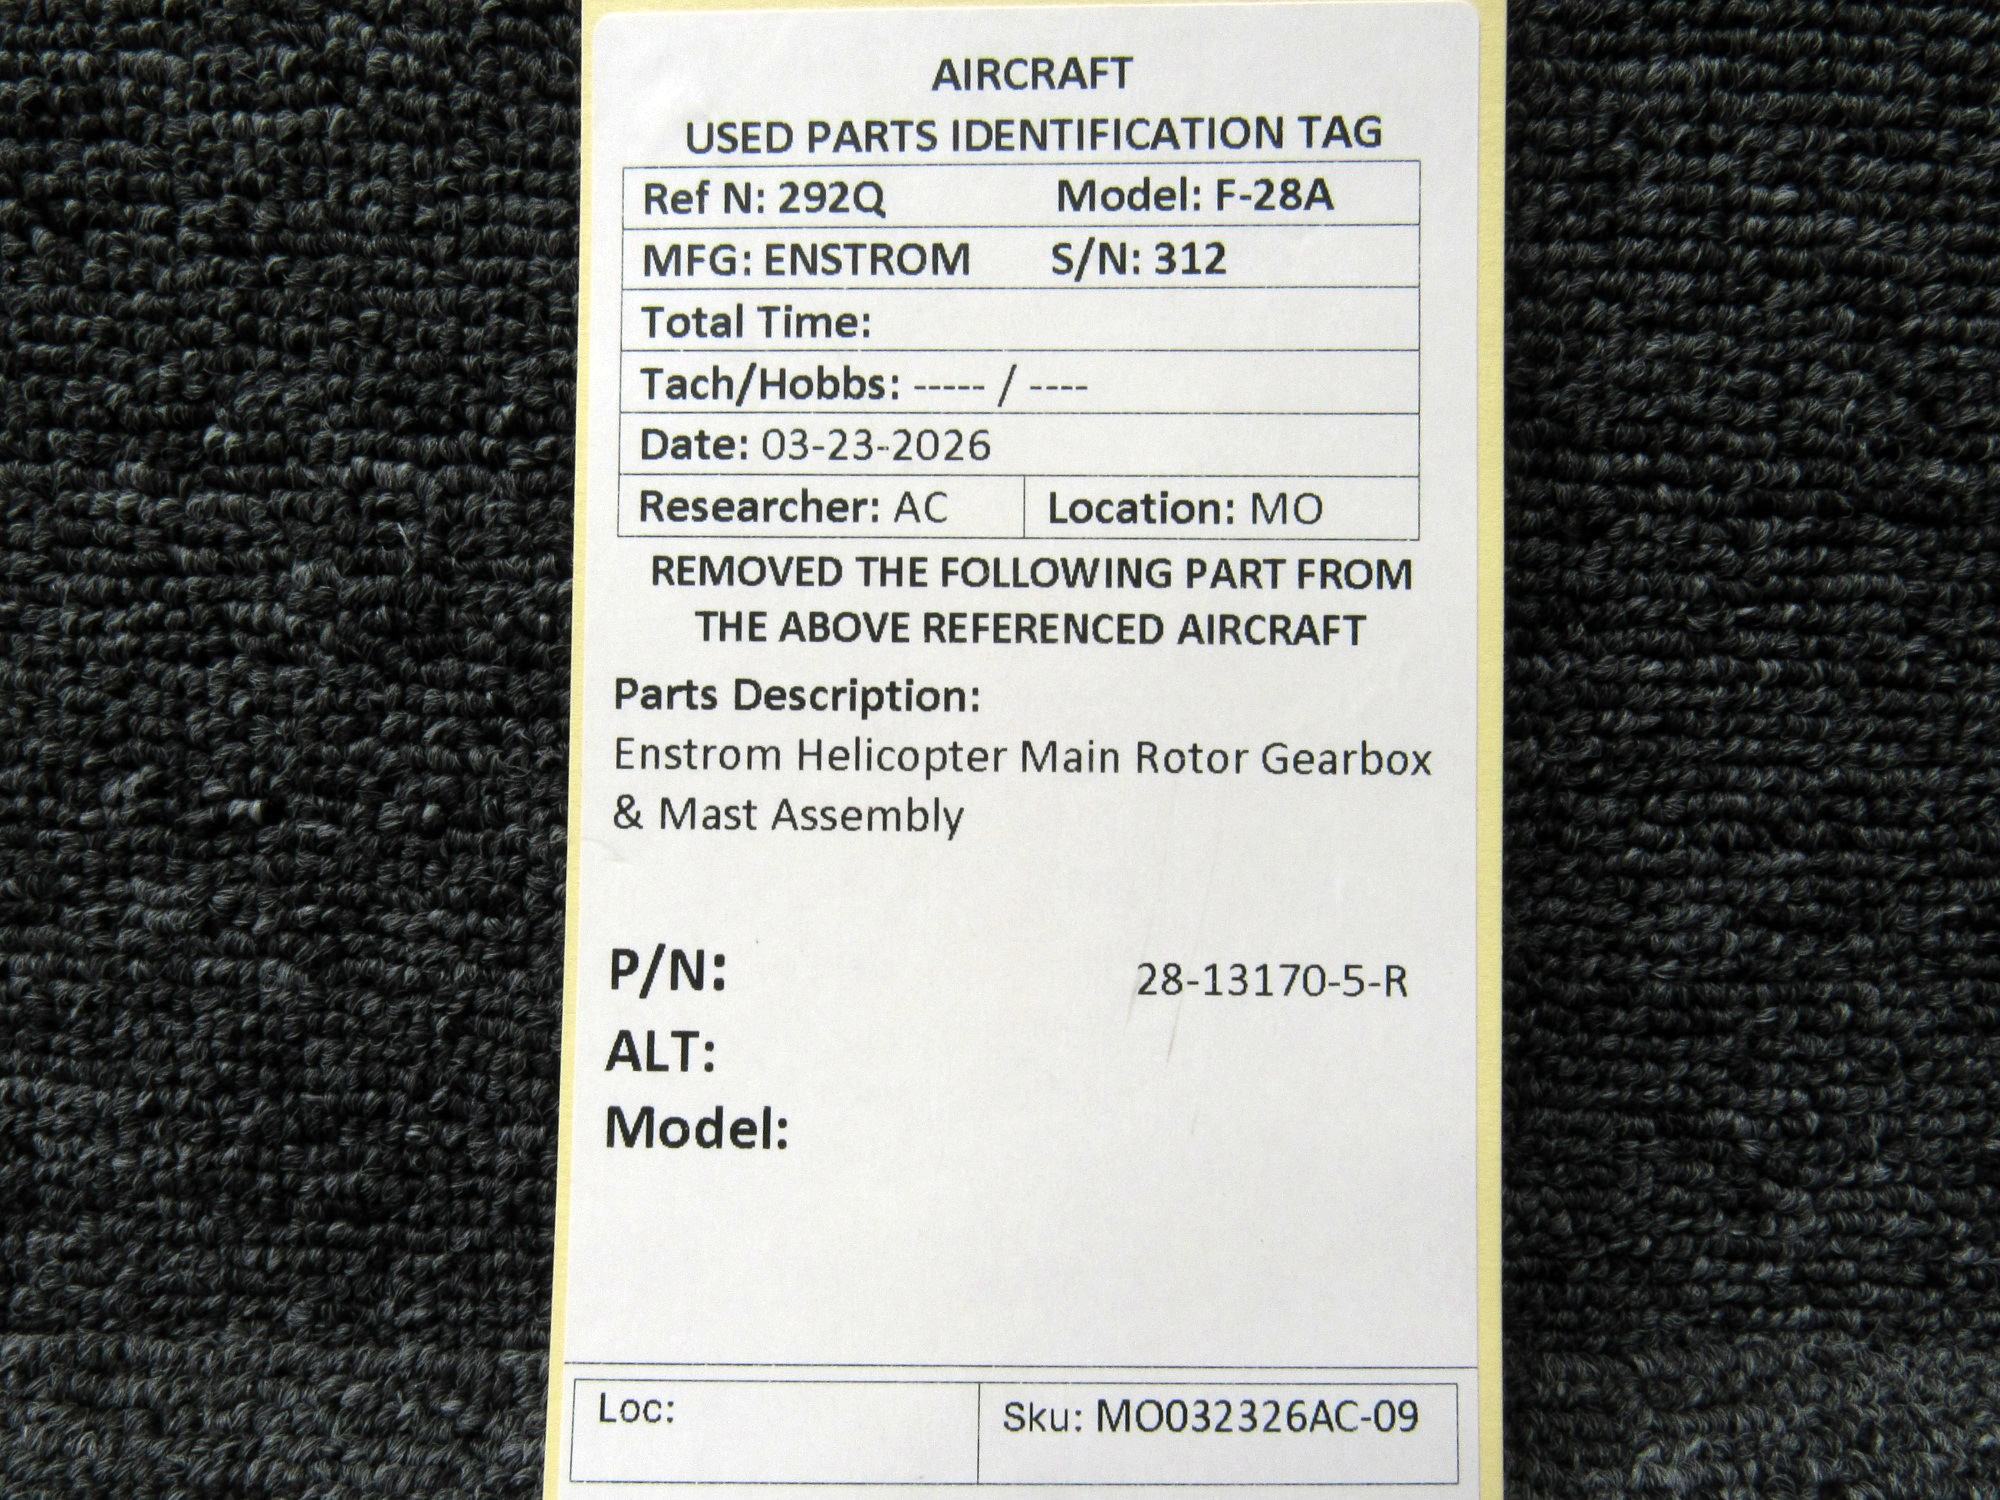 AIRCRAFT
USED PARTS IDENTIFICATION TAG
Ref N: 292Q Model: F-28A
MFG: ENSTROM S/N: 312
Total Time:
Tach/Hobbs: ----- / ----
Date: 03-23-2026
Researcher: AC Location: MO
REMOVED THE FOLLOWING PART FROM
THE ABOVE REFERENCED AIRCRAFT
Parts Description:
Enstrom Helicopter Main Rotor Gearbox
& Mast Assembly
P/N: 28-13170-5-R
ALT:
Model:
Loc: Sku: MO032326AC-09